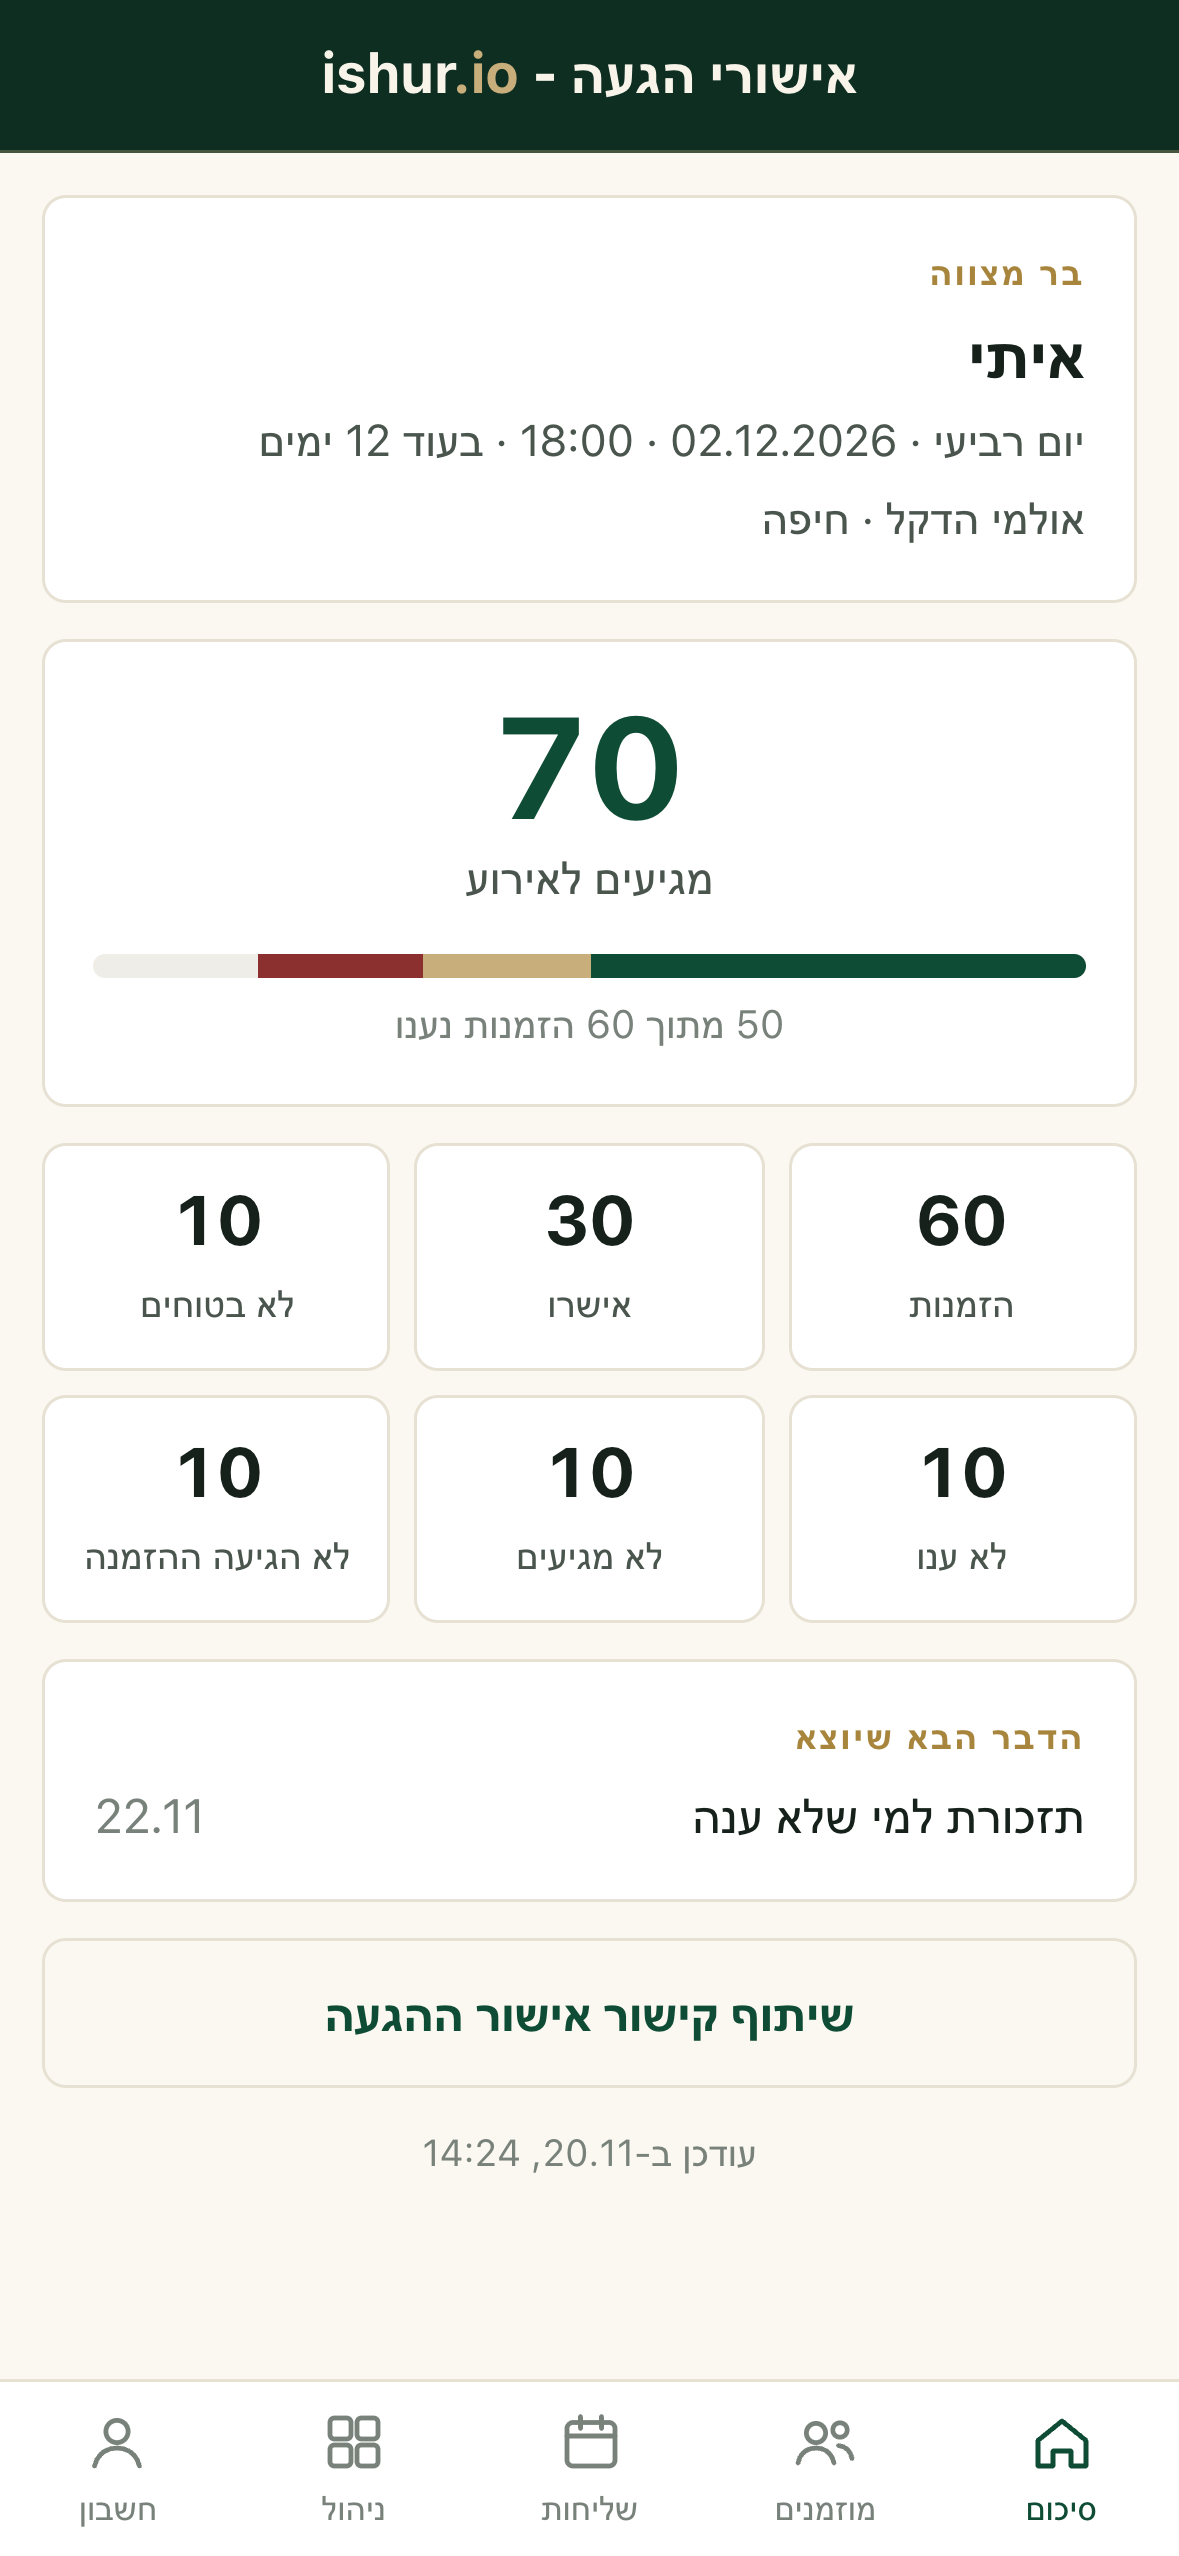 אישורי הגעה - ishur.io
בר מצווה
איתי
יום רביעי · 02.12.2026 · 18:00 · בעוד 12 ימים
אולמי הדקל · חיפה
70
מגיעים לאירוע
50 מתוך 60 הזמנות נענו
60
הזמנות
30
אישרו
10
לא בטוחים
10
לא ענו
10
לא מגיעים
10
לא הגיעה ההזמנה
הדבר הבא שיוצא
תזכורת למי שלא ענה 22.11
שיתוף קישור אישור ההגעה
עודכן ב-20.11, 14:24
סיכום
מוזמנים
שליחות
ניהול
חשבון